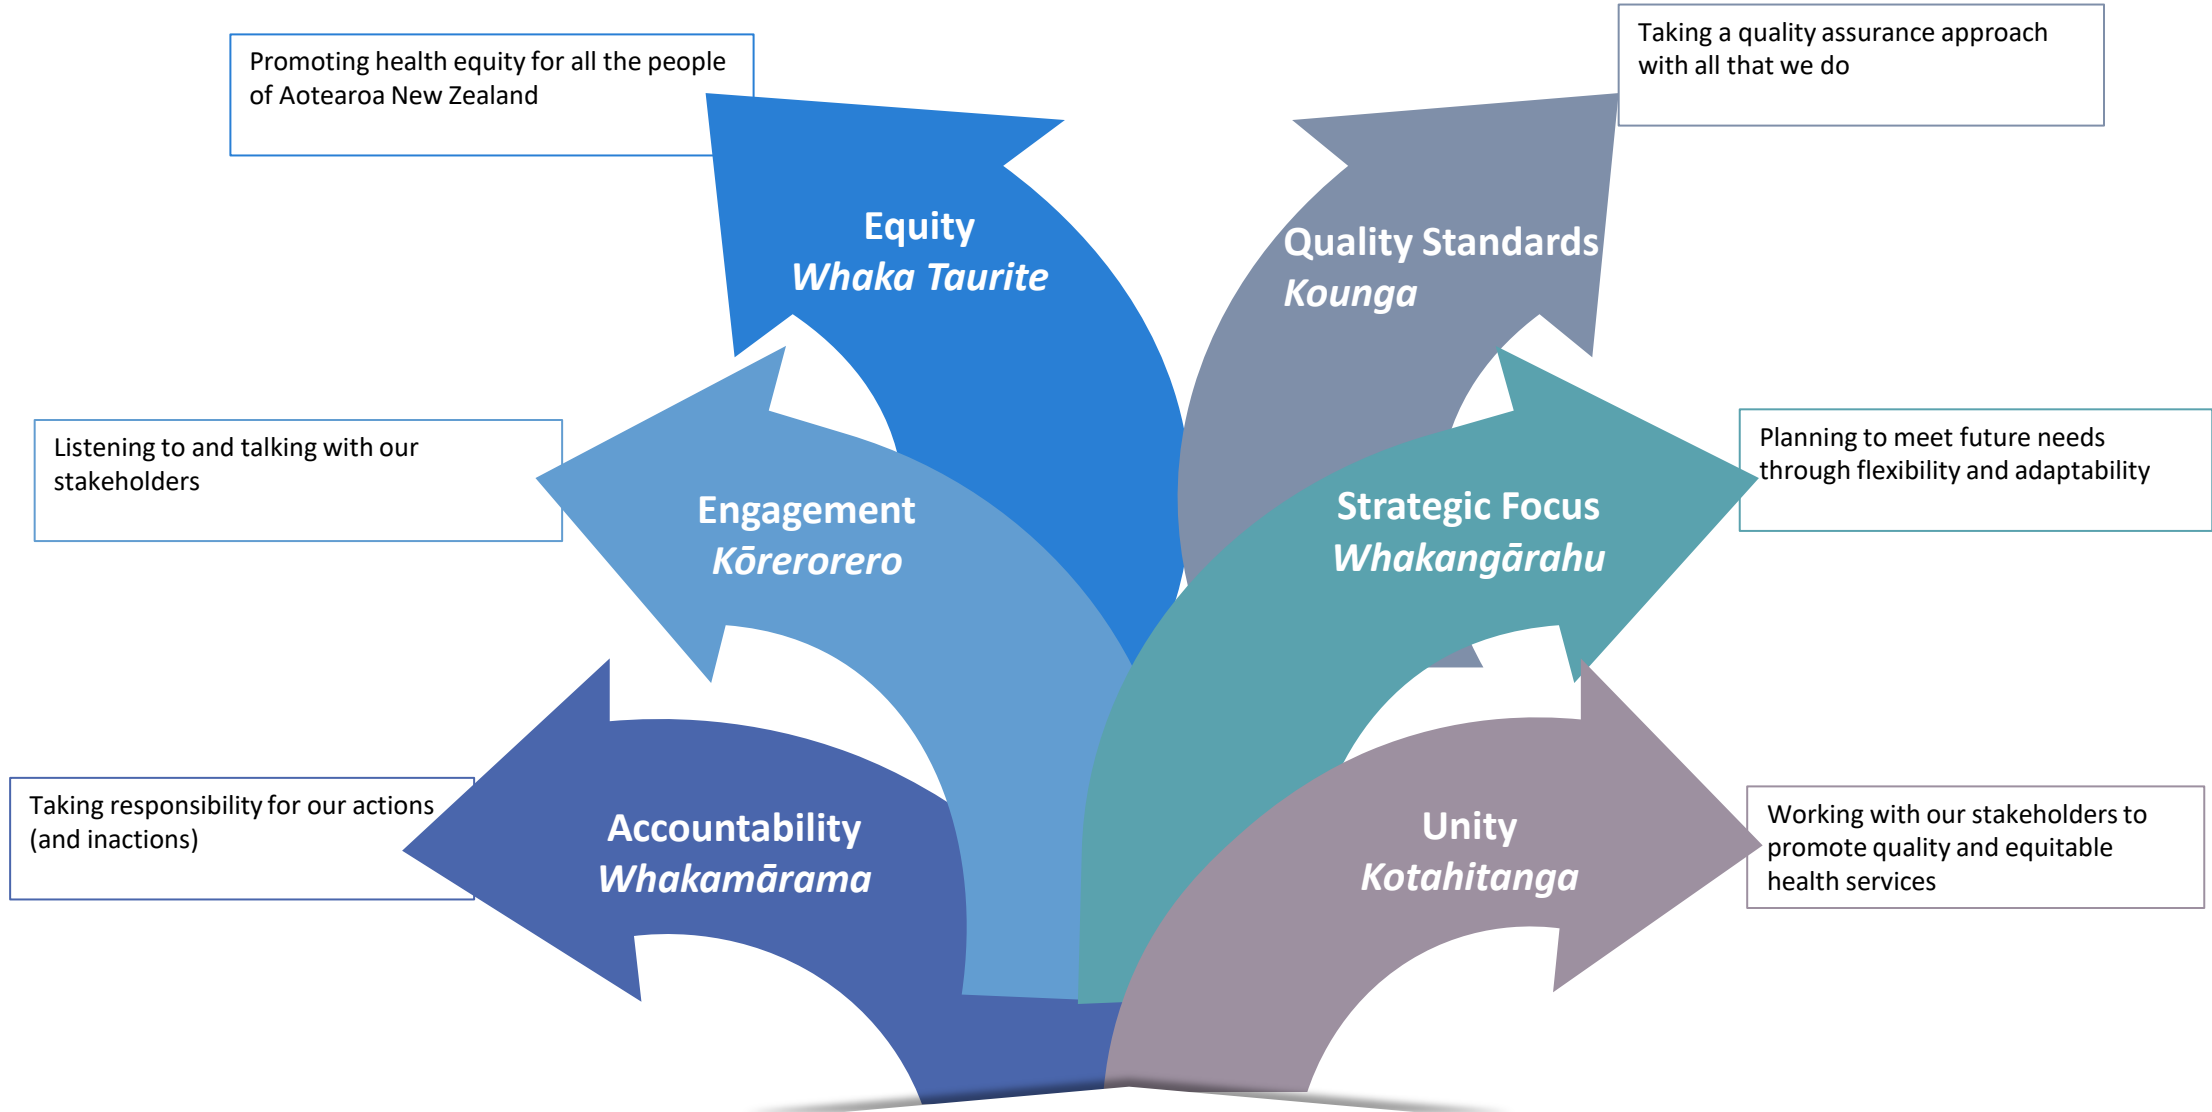 Promoting health equity for all the people
of Aotearoa New Zealand
Equity
Whaka Taurite
Taking a quality assurance approach
with all that we do
Quality Standards
Kounga
Listening to and talking with our
stakeholders
Engagement
Kōrerorero
Planning to meet future needs
through flexibility and adaptability
Strategic Focus
Whakangārahu
Taking responsibility for our actions
(and inactions)
Accountability
Whakamārama
Working with our stakeholders to
promote quality and equitable
health services
Unity
Kotahitanga